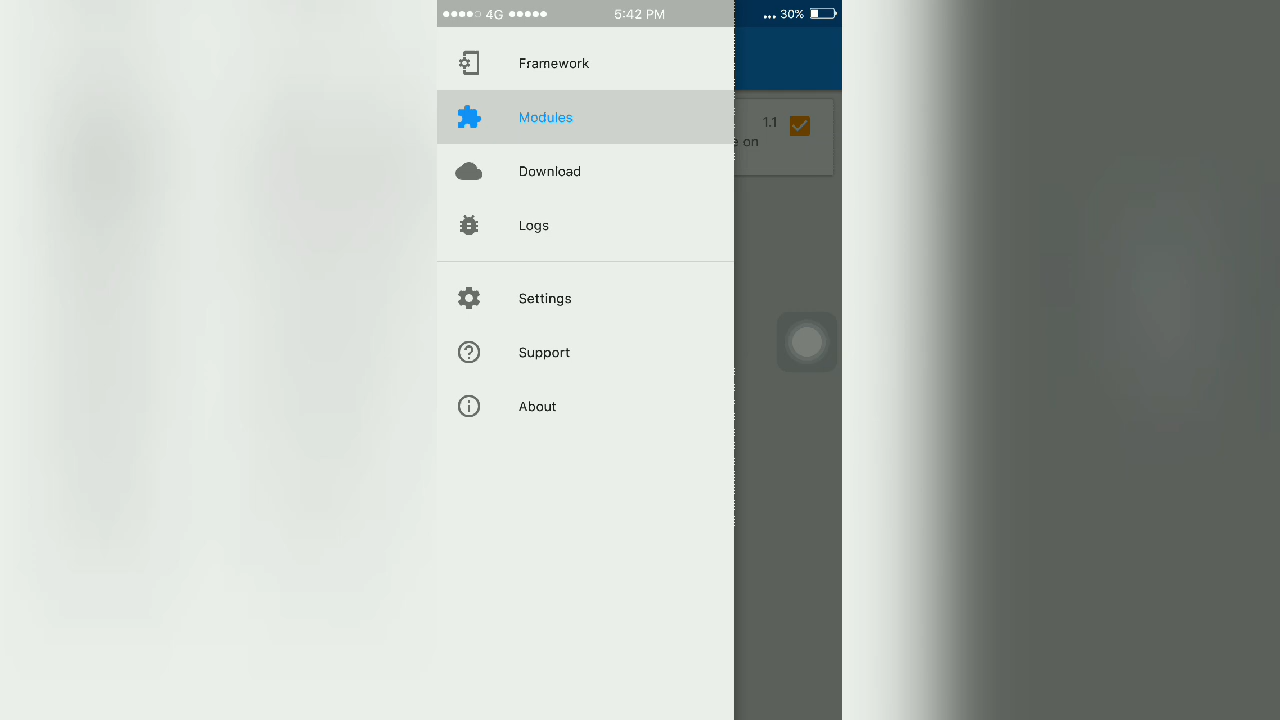 4G 5:42 PM ... 30%
Framework
Modules
1.1
e on
Download
Logs
Settings
Support
About